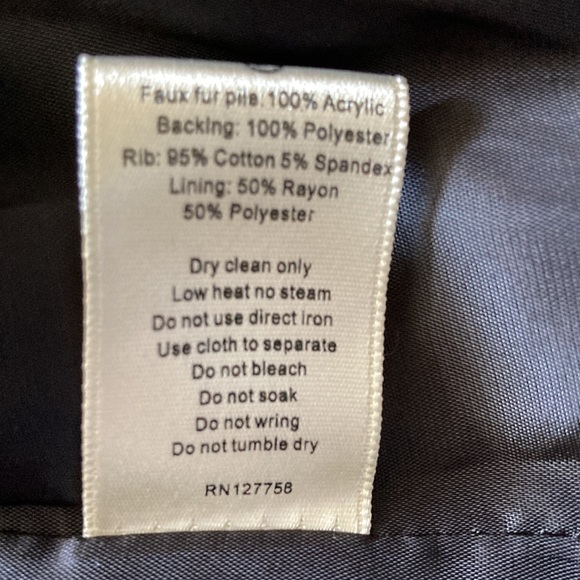 Faux fur pile: 100% Acrylic
Backing: 100% Polyester
Rib: 95% Cotton 5% Spandex
Lining: 50% Rayon
50% Polyester
Dry clean only
Low heat no steam
Do not use direct iron
Use cloth to separate
Do not bleach
Do not soak
Do not wring
Do not tumble dry
RN127758